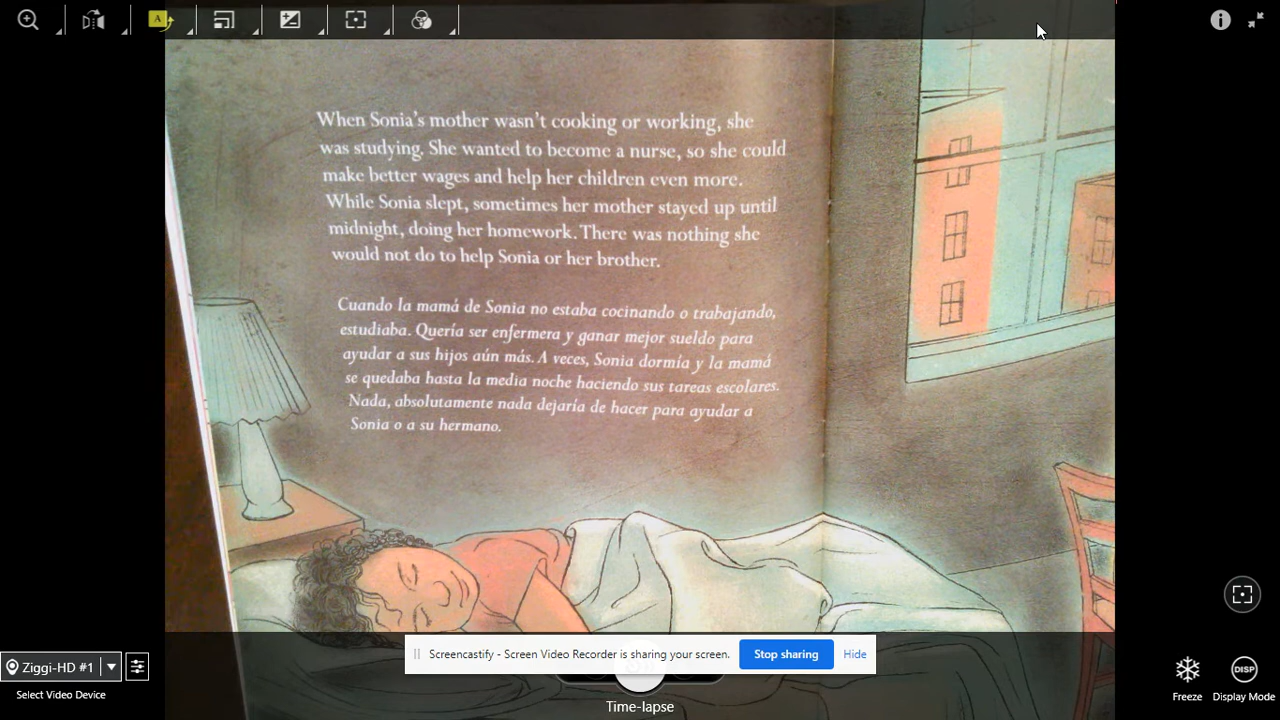 A
When Sonia's mother wasn't cooking or working, she
was studying. She wanted to become a nurse, so she could
make better wages and help her children even more.
While Sonia slept, sometimes her mother stayed up until
midnight, doing her homework. There was nothing she
would not do to help Sonia or her brother.
Cuando la mamá de Sonia no estaba cocinando o trabajando,
estudiaba. Quería ser enfermera y ganar mejor sueldo para
ayudar a sus hijos aún más. A veces, Sonia dormía y la mamá
se quedaba hasta la media noche haciendo sus tareas escolares.
Nada, absolutamente nada dejaría de hacer para ayudar a
Sonia o a su hermano.
Screencastify - Screen Video Recorder is sharing your screen.
Stop sharing
Hide
Ziggi-HD #1
Select Video Device
Time-lapse
DISP
Freeze
Display Mode